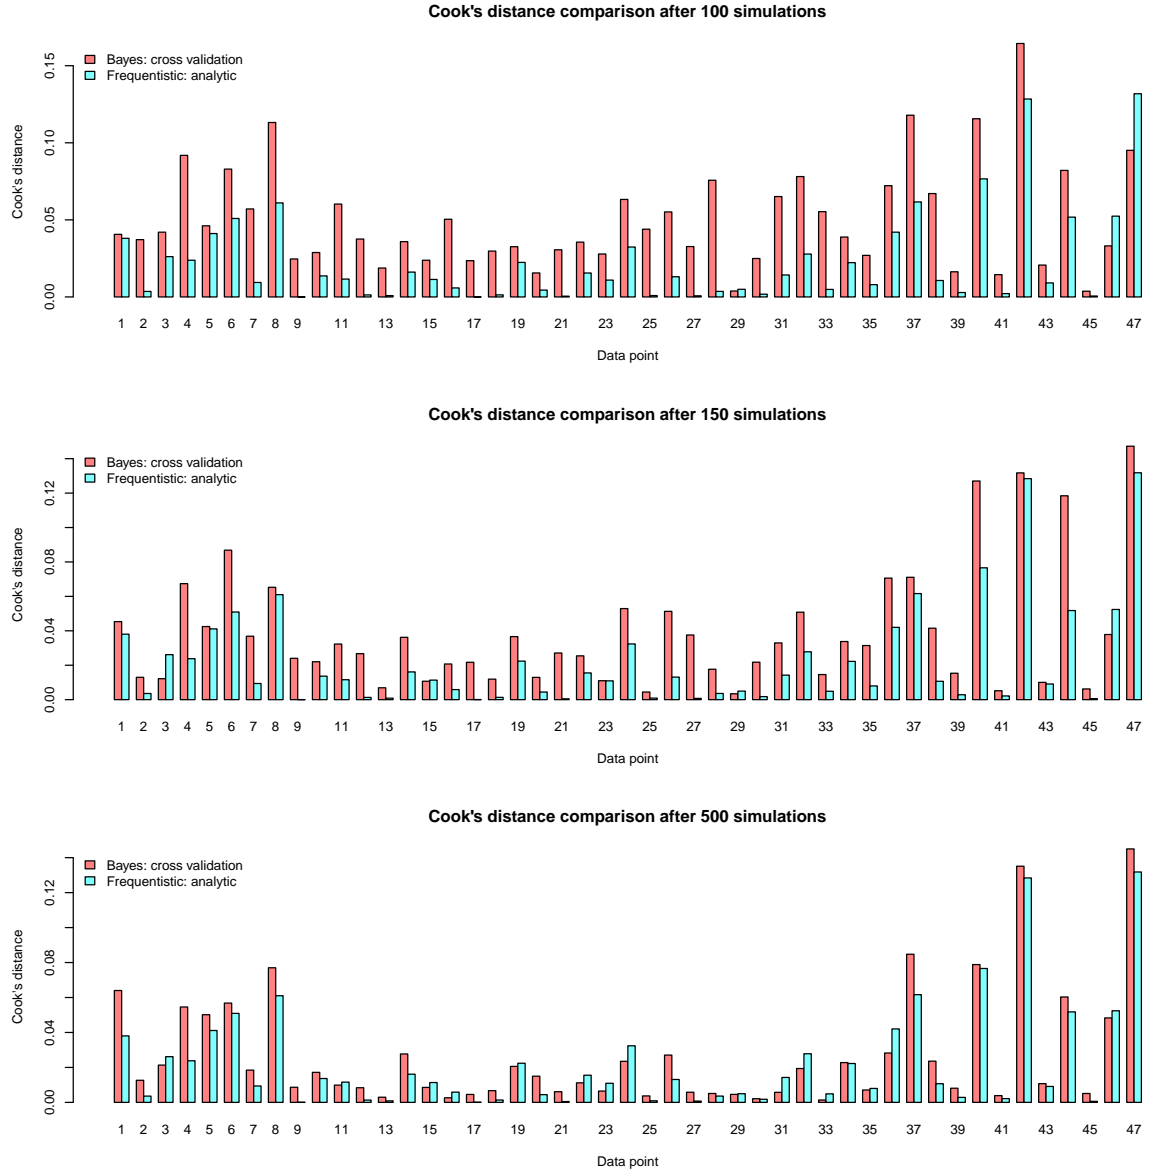 Cook's distance comparison after 100 simulations
Bayes: cross validation
Frequentistic: analytic
Cook's distance
0.15
0.10
0.05
0.00
1 2 3 4 5 6 7 8 9 11 13 15 17 19 21 23 25 27 29 31 33 35 37 39 41 43 45 47
Data point
Cook's distance comparison after 150 simulations
Bayes: cross validation
Frequentistic: analytic
Cook's distance
0.12
0.08
0.04
0.00
1 2 3 4 5 6 7 8 9 11 13 15 17 19 21 23 25 27 29 31 33 35 37 39 41 43 45 47
Data point
Cook's distance comparison after 500 simulations
Bayes: cross validation
Frequentistic: analytic
Cook's distance
0.12
0.08
0.04
0.00
1 2 3 4 5 6 7 8 9 11 13 15 17 19 21 23 25 27 29 31 33 35 37 39 41 43 45 47
Data point